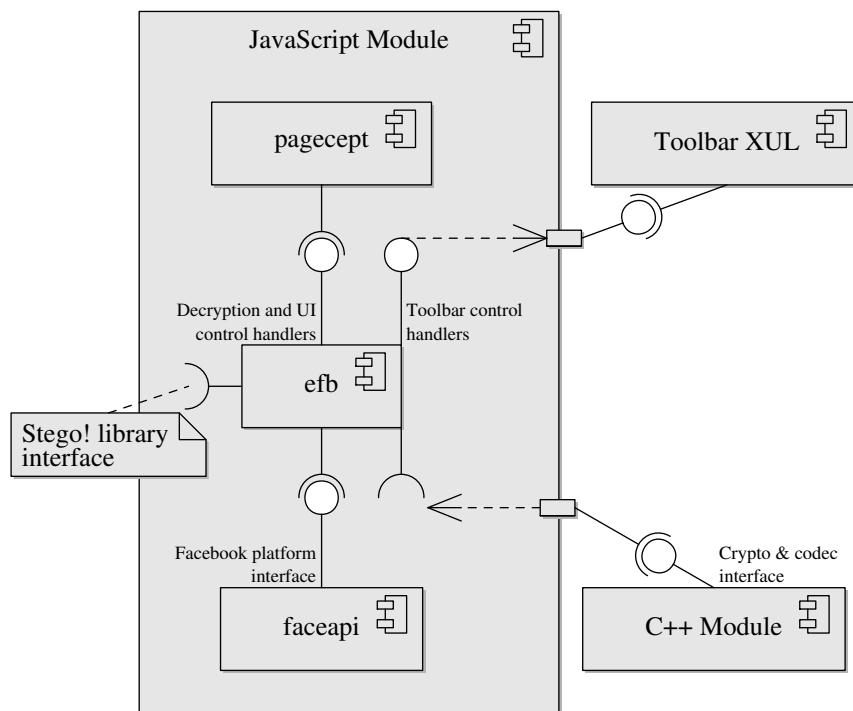 JavaScript Module
pagecept
Toolbar XUL
Decryption and UI
control handlers
Toolbar control
handlers
efb
Stego! library
interface
Facebook platform
interface
Crypto & codec
interface
faceapi
C++ Module